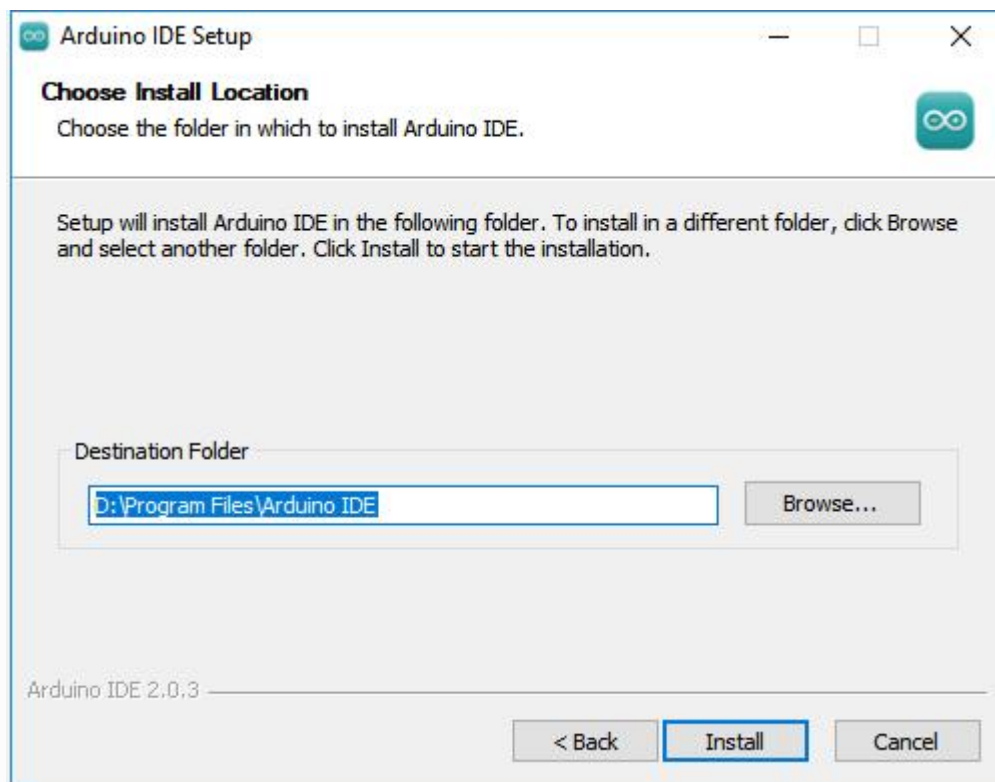 Arduino IDE Setup
Choose Install Location
Choose the folder in which to install Arduino IDE.
Setup will install Arduino IDE in the following folder. To install in a different folder, click Browse
and select another folder. Click Install to start the installation.
Destination Folder
D:\Program Files\Arduino IDE
Browse...
Arduino IDE 2.0.3
< Back
Install
Cancel